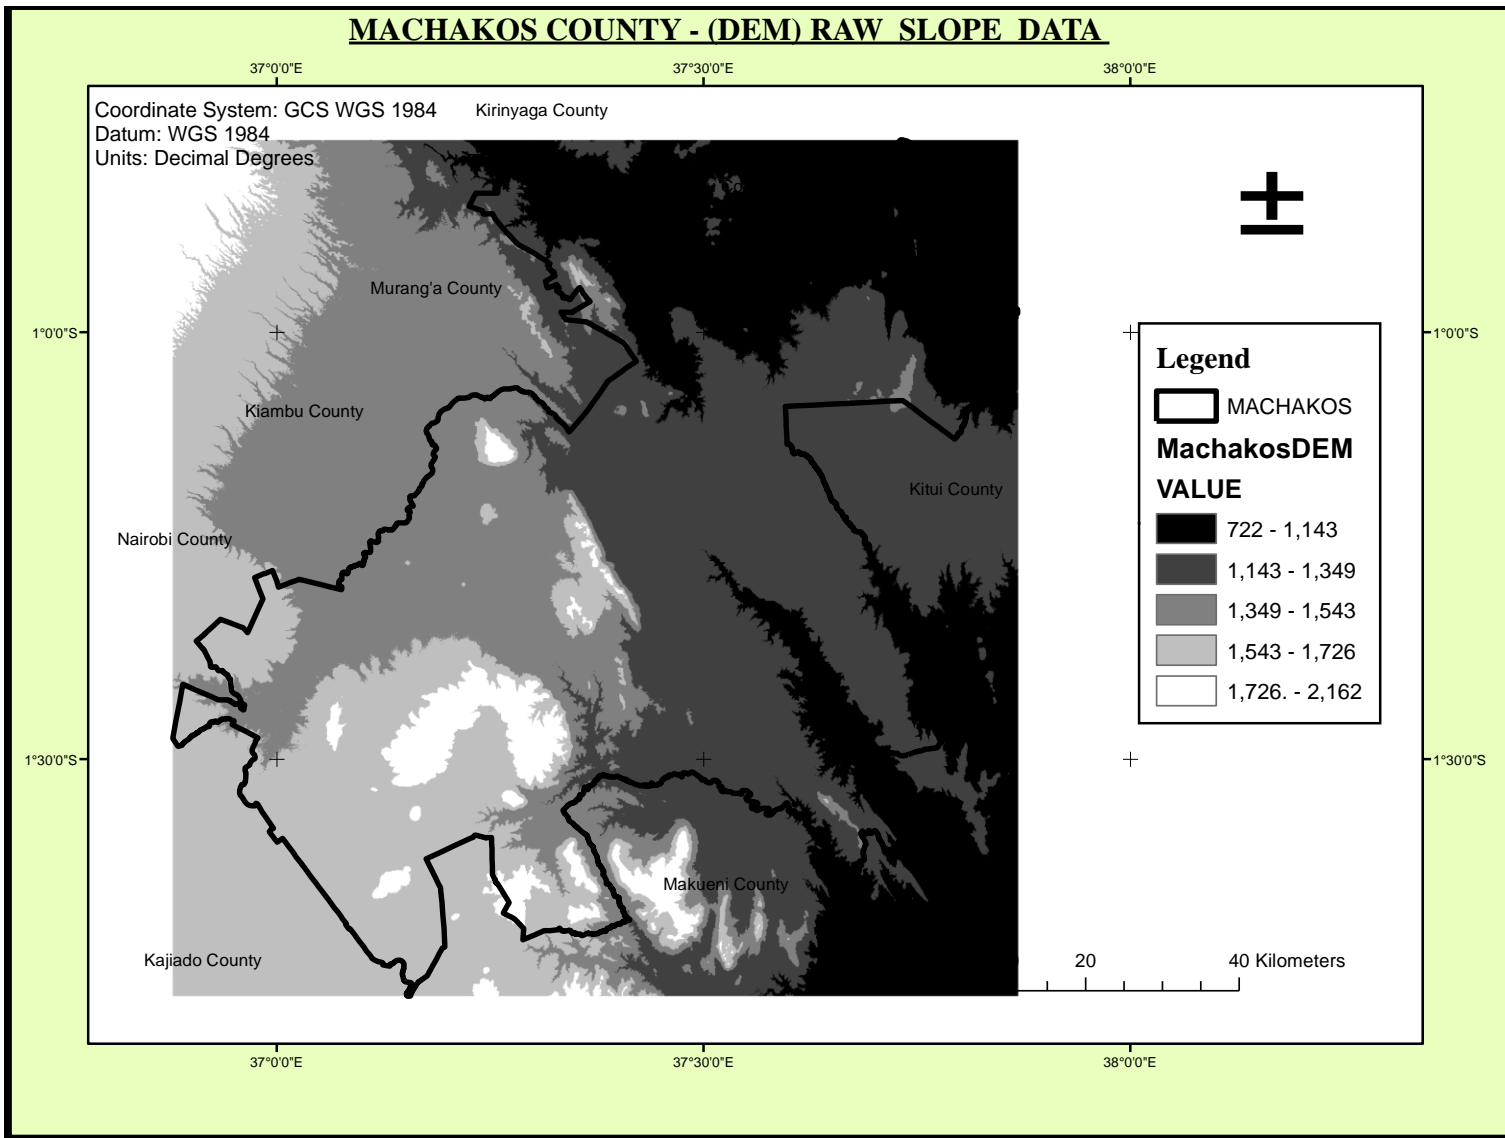 MACHAKOS COUNTY - (DEM) RAW SLOPE DATA
37°0'0"E 37°30'0"E 38°0'0"E
Coordinate System: GCS WGS 1984
Datum: WGS 1984
Units: Decimal Degrees
Kirinyaga County
Murang'a County
1°0'0"S 1°0'0"S
Kiambu County
Kitui County
Nairobi County
Legend
MACHAKOS
MachakosDEM
VALUE
722 - 1,143
1,143 - 1,349
1,349 - 1,543
1,543 - 1,726
1,726. - 2,162
1°30'0"S 1°30'0"S
Makueni County
Kajiado County
20 40 Kilometers
37°0'0"E 37°30'0"E 38°0'0"E